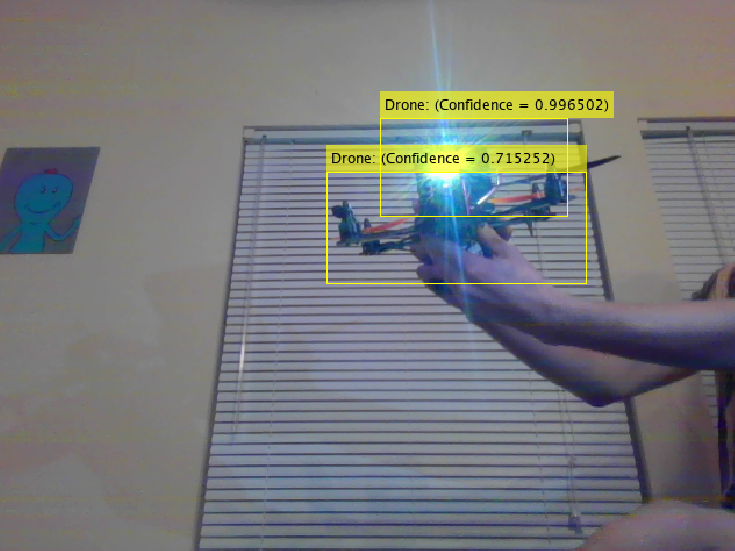 Drone: (Confidence = 0.996502)
Drone: (Confidence = 0.715252)